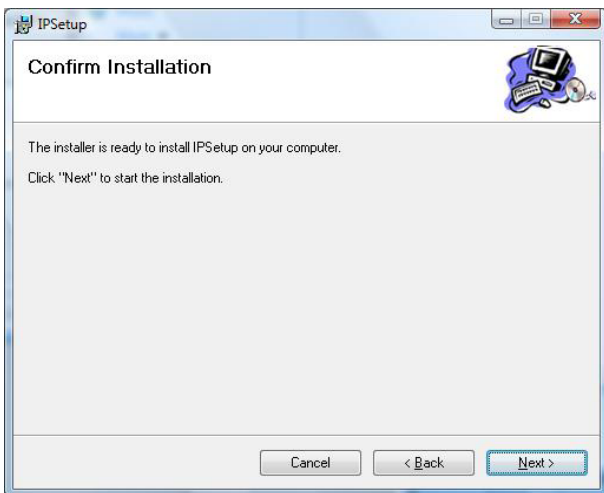 IPSetup
Confirm Installation
The installer is ready to install IPSetup on your computer.
Click "Next" to start the installation.
Cancel
< Back
Next >